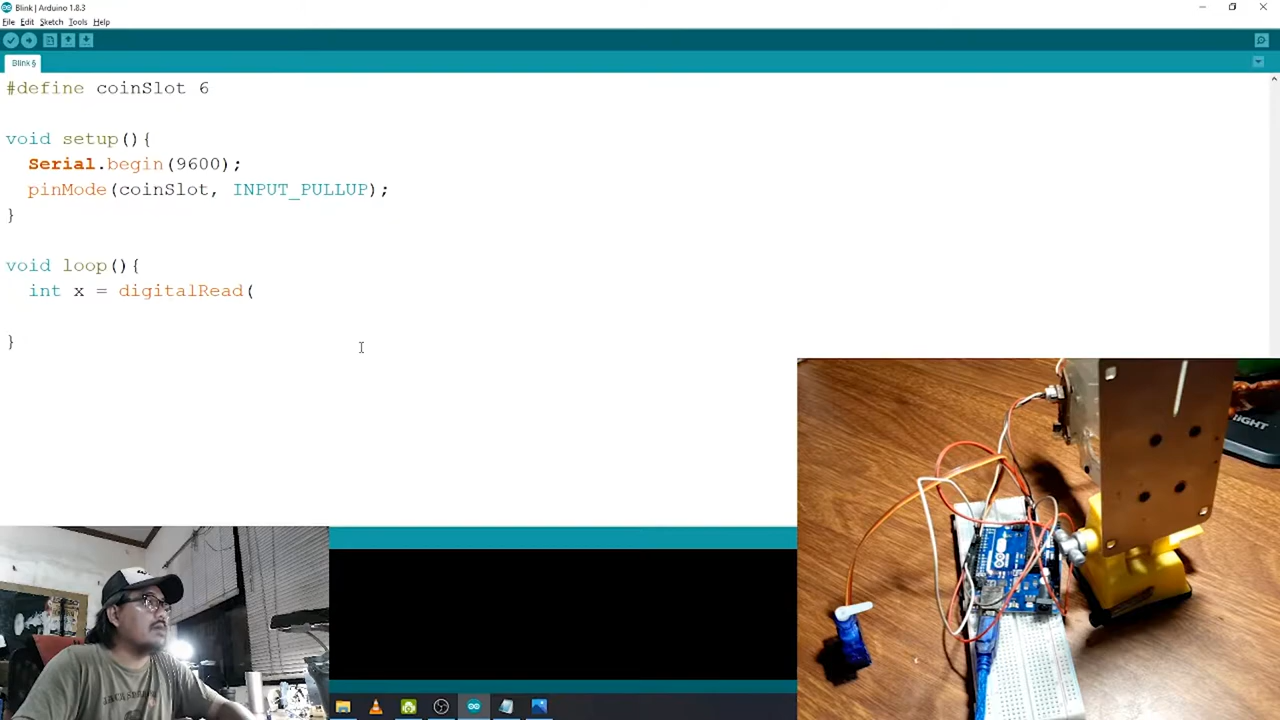 Blink | Arduino 1.8.3
File Edit Sketch Tools Help
Blink §
#define coinSlot 6
void setup(){
Serial.begin(9600);
pinMode(coinSlot, INPUT_PULLUP);
}
void loop(){
int x = digitalRead(
}